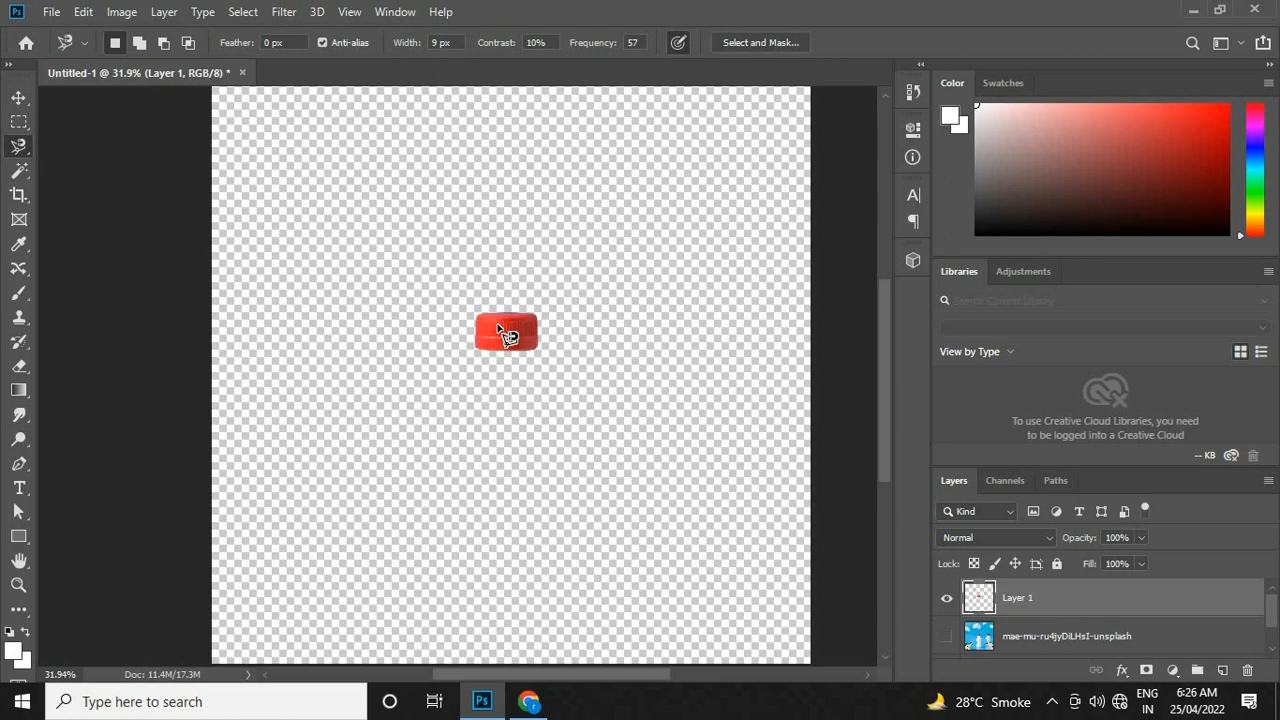 Ps File Edit Image Layer Type Select Filter 3D View Window Help
Feather: 0 px Anti-alias Width: 9 px Contrast: 10% Frequency: 57 Select and Mask...
Untitled-1 @ 31.9% (Layer 1, RGB/8) *
Color Swatches
Libraries Adjustments
Search Current Library
View by Type
To use Creative Cloud Libraries, you need
to be logged into a Creative Cloud
-- KB
Layers Channels Paths
Kind
Normal Opacity: 100%
Lock: Fill: 100%
Layer 1
mae-mu-ru4jyDiLHsI-unsplash
31.94% Doc: 11.4M/17.3M
Type here to search
Ps
28°C Smoke
ENG
IN
6:26 AM
25/04/2022